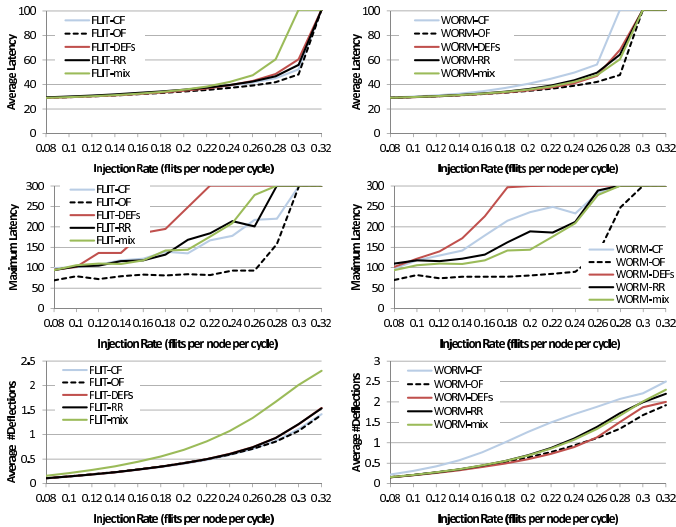 100
80
60
40
20
0
Average Latency
FLIT-CF
FLIT-OF
FLIT-DEFs
FLIT-RR
FLIT-mix
0.08 0.1 0.12 0.14 0.16 0.18 0.2 0.22 0.24 0.26 0.28 0.3 0.32
Injection Rate (flits per node per cycle)
100
80
60
40
20
0
Average Latency
WORM-CF
WORM-OF
WORM-DEFs
WORM-RR
WORM-mix
0.08 0.1 0.12 0.14 0.16 0.18 0.2 0.22 0.24 0.26 0.28 0.3 0.32
Injection Rate (flits per node per cycle)
300
250
200
150
100
50
0
Maximum Latency
FLIT-CF
FLIT-OF
FLIT-DEFs
FLIT-RR
FLIT-mix
0.08 0.1 0.12 0.14 0.16 0.18 0.2 0.22 0.24 0.26 0.28 0.3 0.32
Injection Rate (flits per node per cycle)
300
250
200
150
100
50
0
Maximum Latency
WORM-CF
WORM-OF
WORM-DEFs
WORM-RR
WORM-mix
0.08 0.1 0.12 0.14 0.16 0.18 0.2 0.22 0.24 0.26 0.28 0.3 0.32
Injection Rate (flits per node per cycle)
2.5
2
1.5
1
0.5
0
Average #Deflections
FLIT-CF
FLIT-OF
FLIT-DEFs
FLIT-RR
FLIT-mix
0.08 0.1 0.12 0.14 0.16 0.18 0.2 0.22 0.24 0.26 0.28 0.3 0.32
Injection Rate (flits per node per cycle)
3
2.5
2
1.5
1
0.5
0
Average #Deflections
WORM-CF
WORM-OF
WORM-DEFs
WORM-RR
WORM-mix
0.08 0.1 0.12 0.14 0.16 0.18 0.2 0.22 0.24 0.26 0.28 0.3 0.32
Injection Rate (flits per node per cycle)